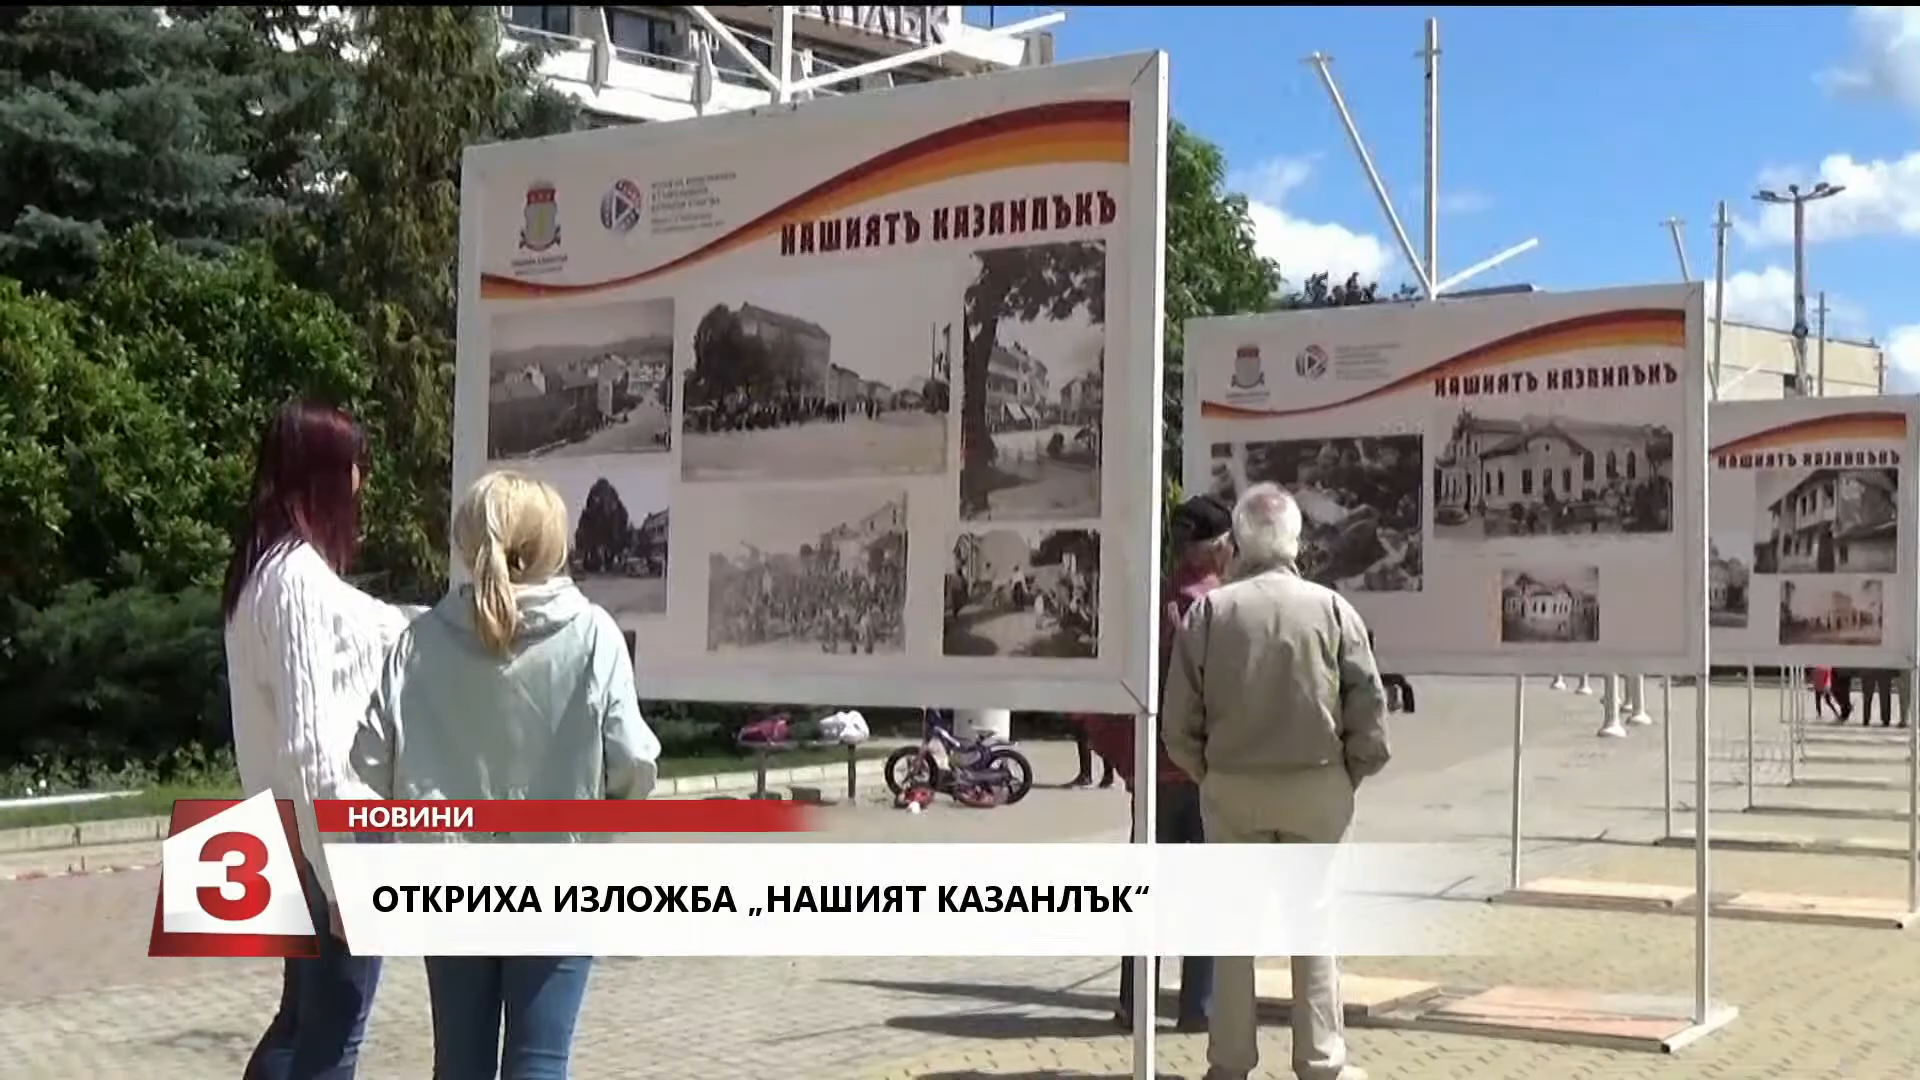 НАШИЯТЪ КАЗАНЛЪКЪ
НАШИЯТЪ КАЗАНЛЪКЪ
НАШИЯТЪ КАЗАНЛЪКЪ
НОВИНИ
3
ОТКРИХА ИЗЛОЖБА „НАШИЯТ КАЗАНЛЪК“